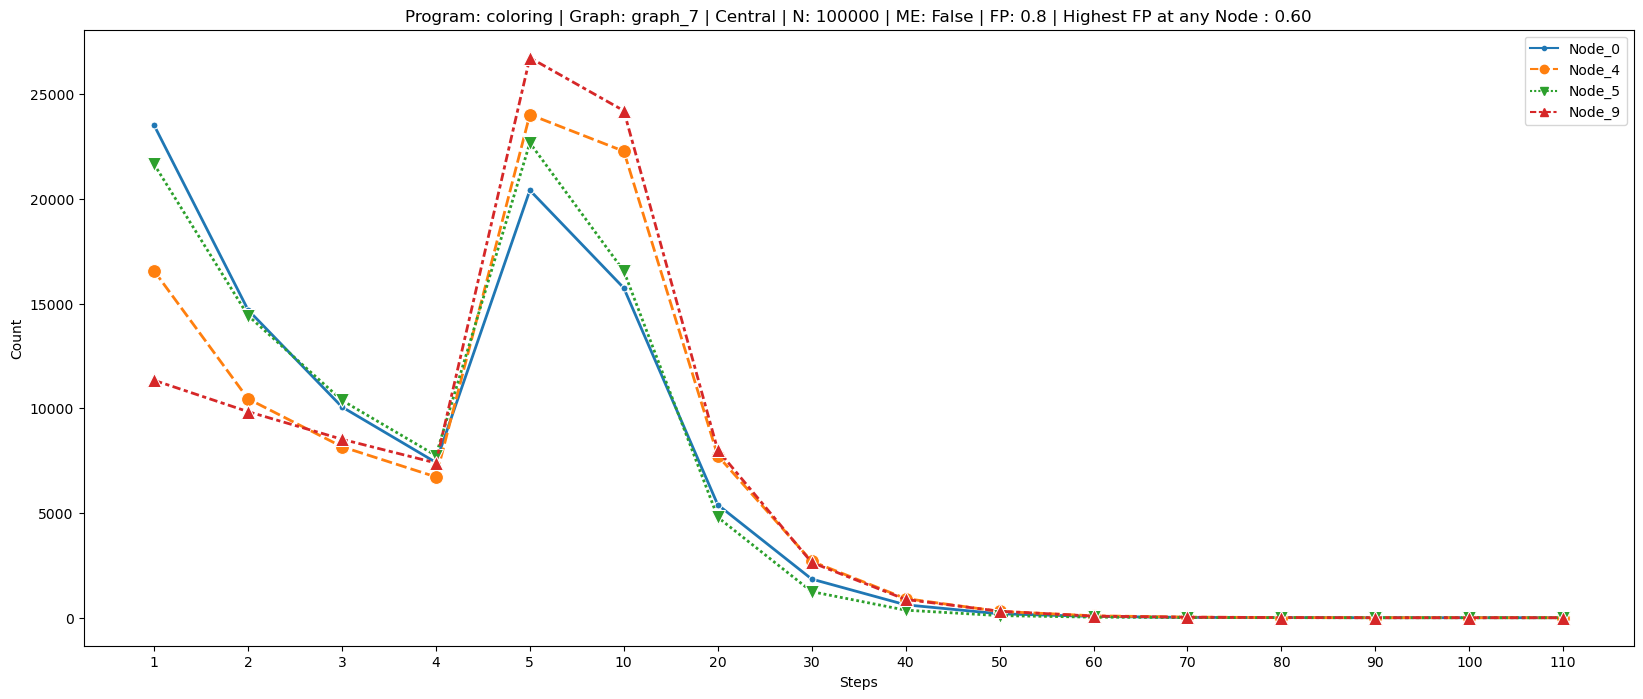 Program: coloring | Graph: graph_7 | Central | N: 100000 | ME: False | FP: 0.8 | Highest FP at any Node : 0.60
Node_0
Node_4
Node_5
Node_9
Count
25000
20000
15000
10000
5000
0
1 2 3 4 5 10 20 30 40 50 60 70 80 90 100 110
Steps